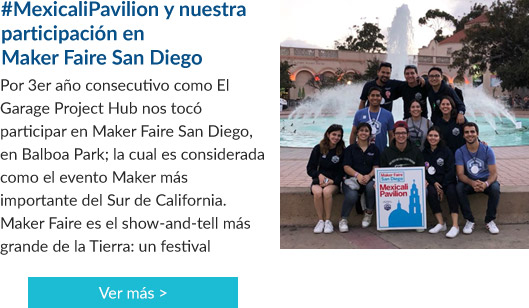 #MexicaliPavilion y nuestra
participación en
Maker Faire San Diego
Por 3er año consecutivo como El
Garage Project Hub nos tocó
participar en Maker Faire San Diego,
en Balboa Park; la cual es considerada
como el evento Maker más
importante del Sur de California.
Maker Faire es el show-and-tell más
grande de la Tierra: un festival
Ver más >
Maker Faire
San Diego
Mexicali
Pavilion